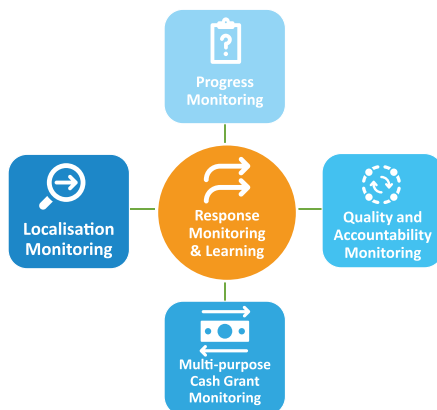 Progress
Monitoring
Localisation
Monitoring
Response
Monitoring
& Learning
Quality and
Accountability
Monitoring
Multi-purpose
Cash Grant
Monitoring